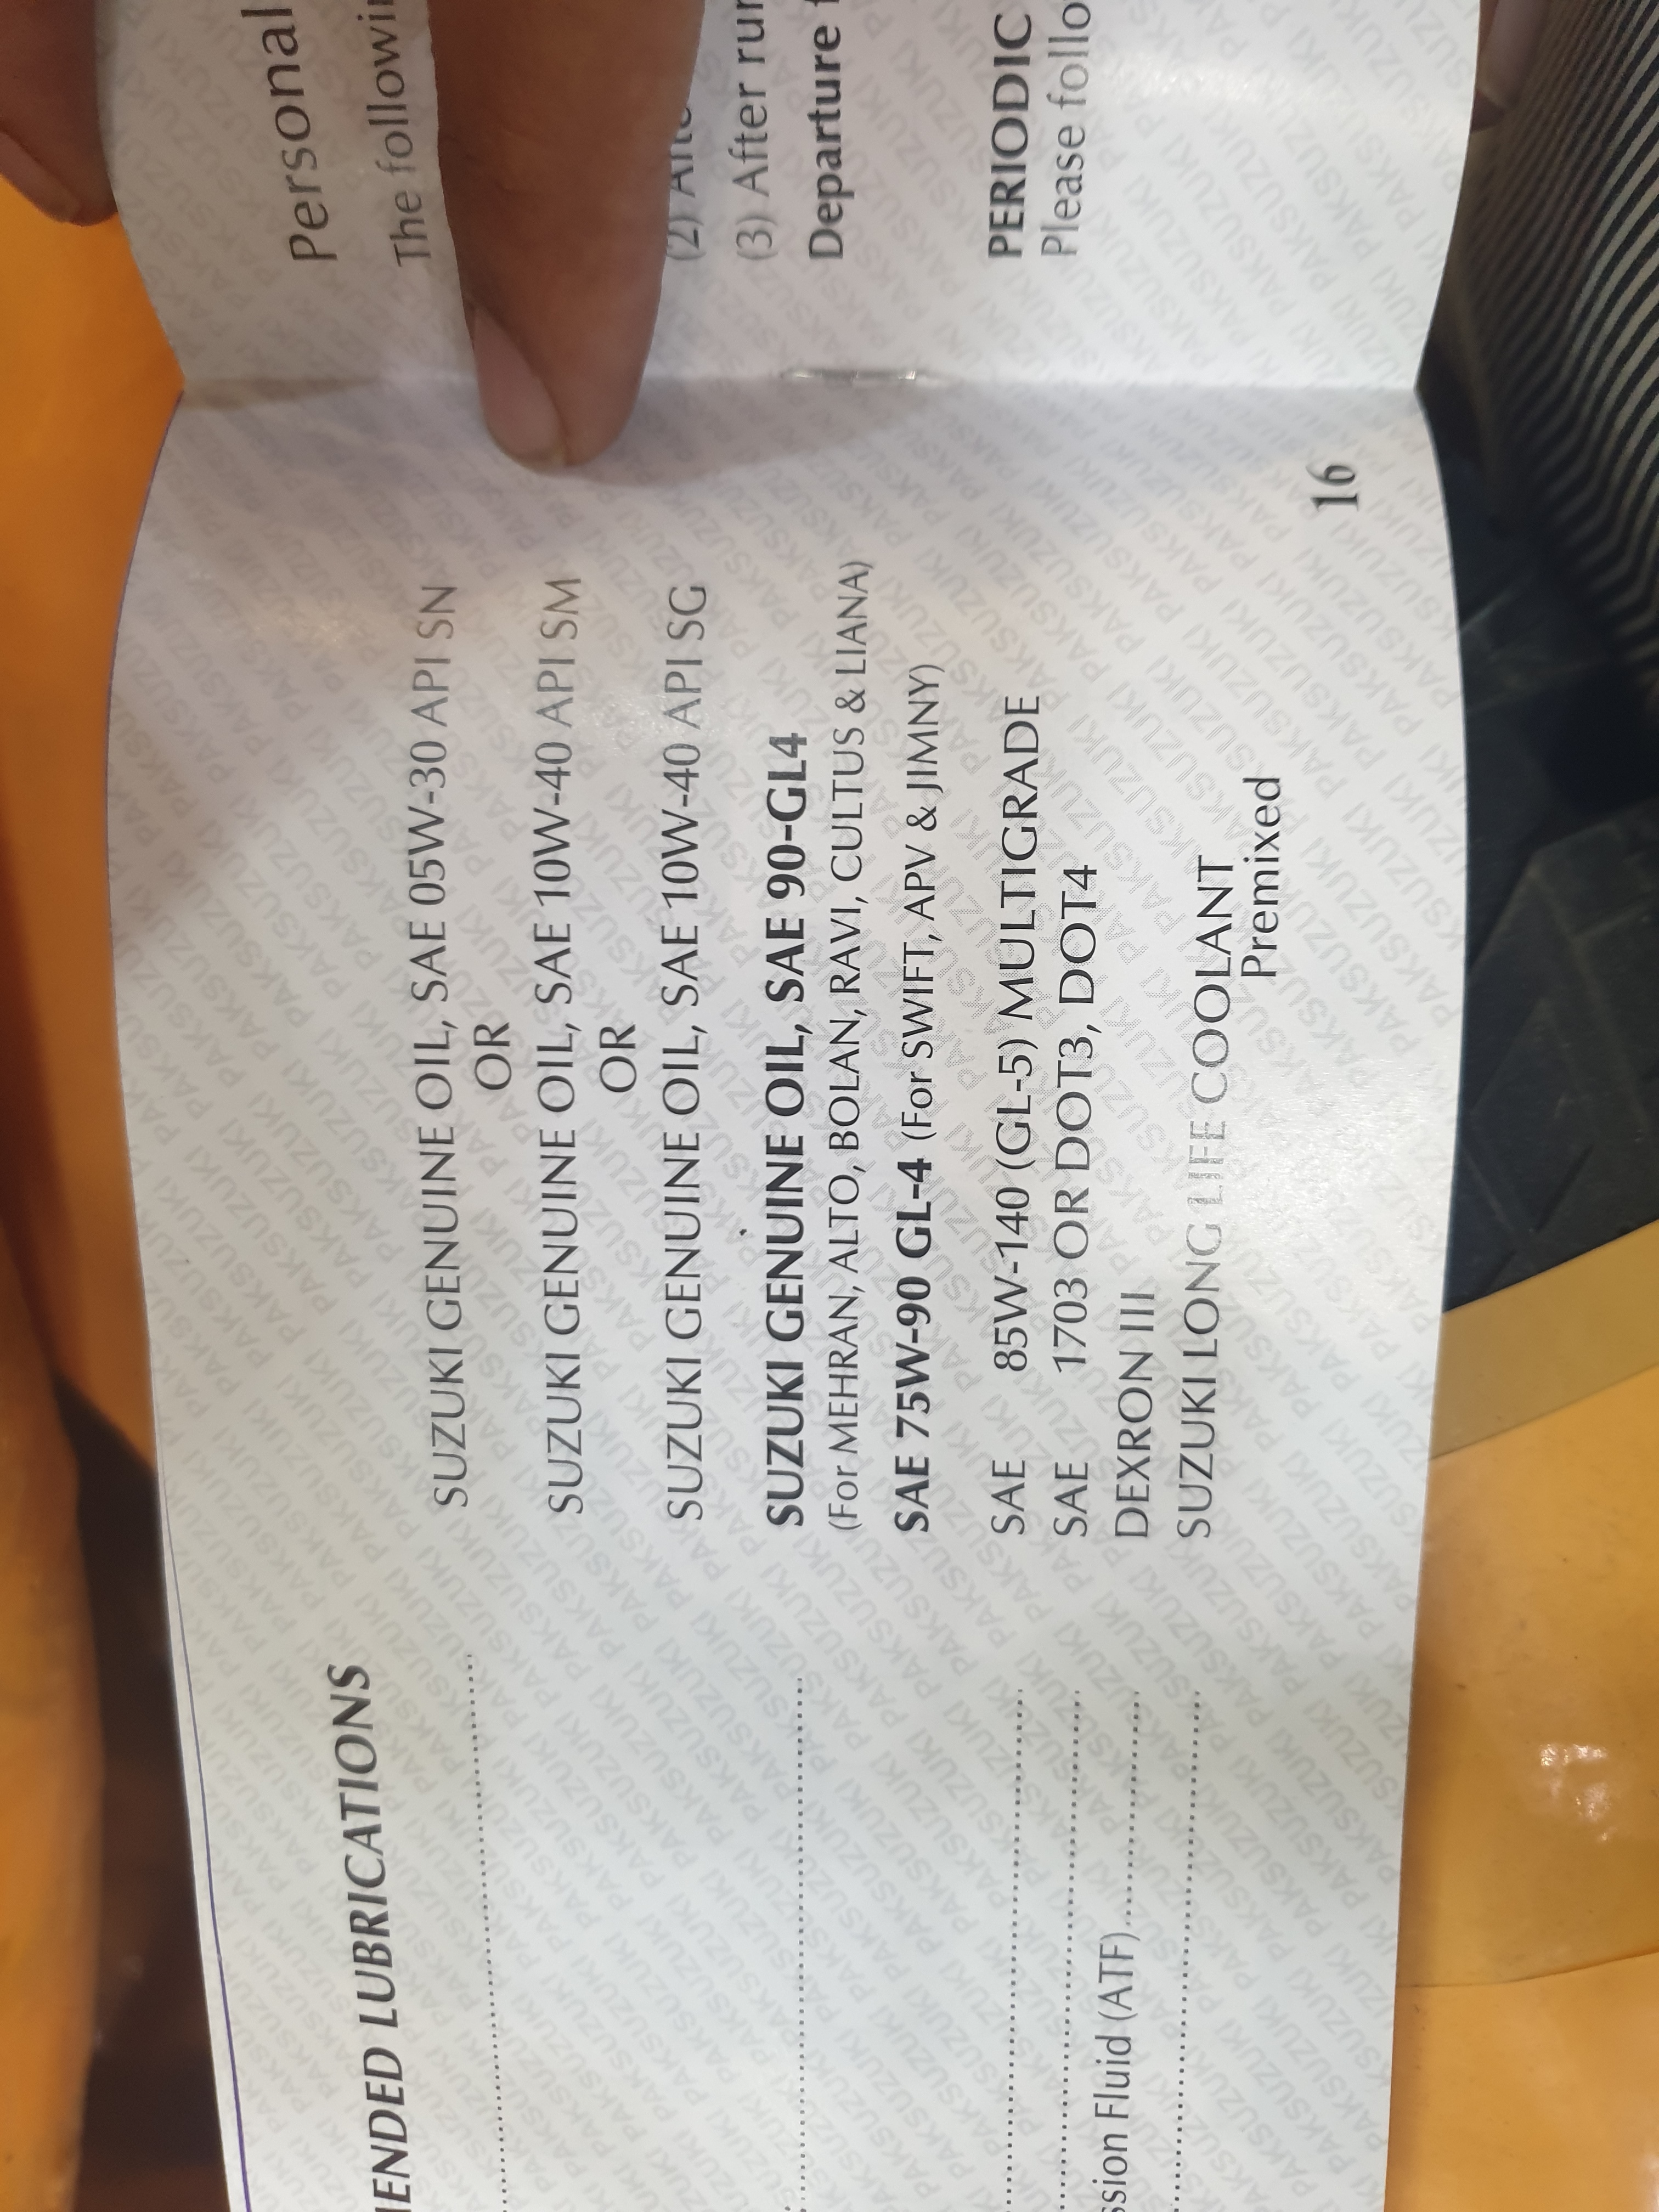 MENDED LUBRICATIONS
SUZUKI GENUINE OIL, SAE 05W-30 API SN
OR
SUZUKI GENUINE OIL, SAE 10W-40 API SM
OR
SUZUKI GENUINE OIL, SAE 10W-40 API SG
SUZUKI GENUINE OIL, SAE 90-GL4
(For MEHRAN, ALTO, BOLAN, RAVI, CULTUS & LIANA)
SAE 75W-90 GL-4 (For SWIFT, APV & JIMNY)
SAE 85W-140 (GL-5) MULTIGRADE
SAE 1703 OR DOT3, DOT4
ssion Fluid (ATF) DEXRON III
SUZUKI LONG LIFE COOLANT
Premixed
16
Personal
The followi
(2)
(3) After run
Departure
PERIODIC
Please follo